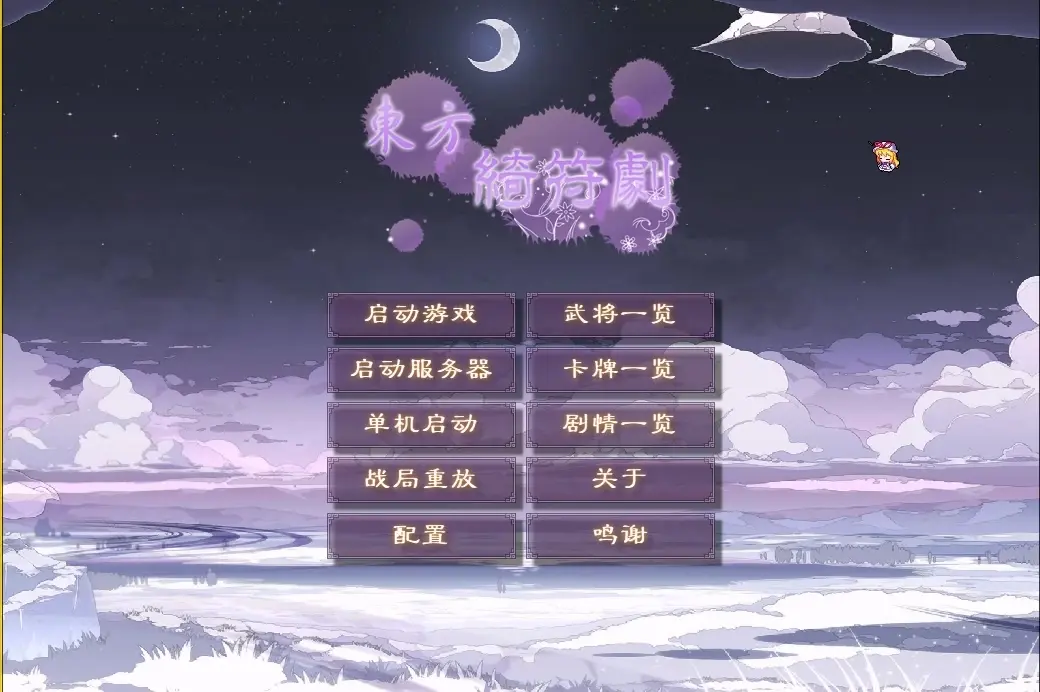 東方
綺符劇
启动游戏
武将一览
启动服务器
卡牌一览
单机启动
剧情一览
战局重放
关于
配置
鸣谢